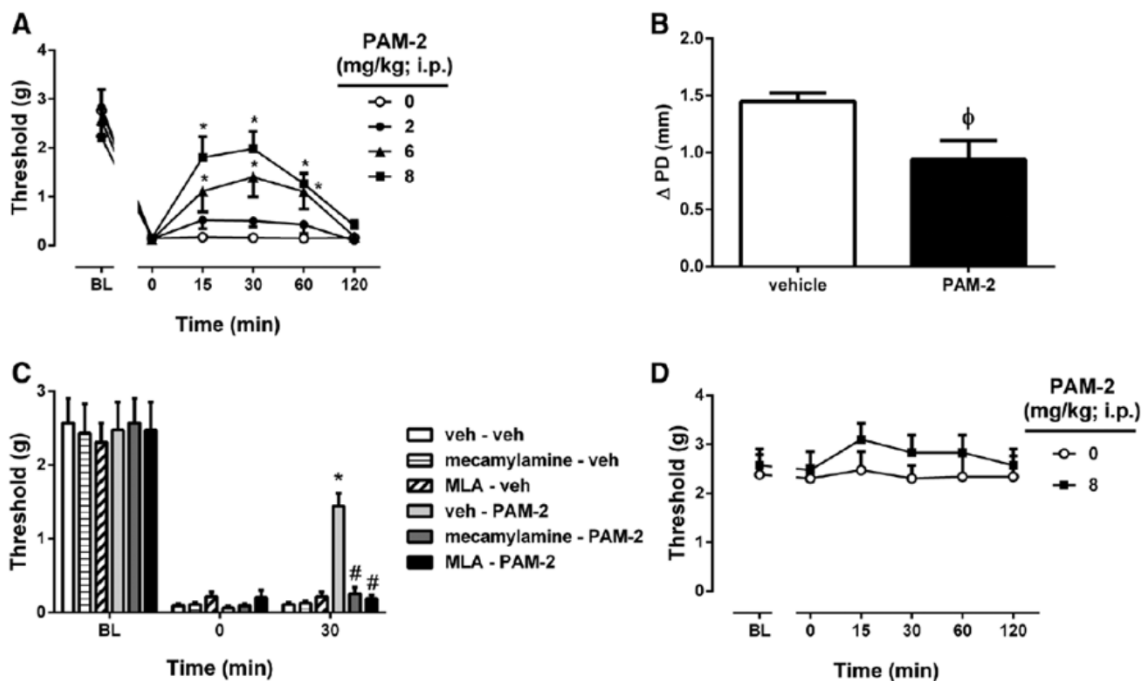 A
PAM-2
(mg/kg; i.p.)
0
2
6
8
Threshold (g)
4
3
2
1
0
* * * * * *
BL 0 15 30 60 120
Time (min)
B
Δ PD (mm)
2.0
1.5
1.0
0.5
0.0
ϕ
vehicle PAM-2
C
Threshold (g)
3
2
1
0
*
# #
BL 0 30
Time (min)
veh - veh
mecamylamine - veh
MLA - veh
veh - PAM-2
mecamylamine - PAM-2
MLA - PAM-2
D
PAM-2
(mg/kg; i.p.)
0
8
Threshold (g)
4
3
2
1
0
BL 0 15 30 60 120
Time (min)